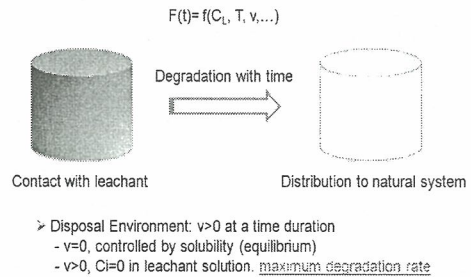 F(t)= f(C_L, T, v,...)
Degradation with time
Contact with leachant
Distribution to natural system
➢ Disposal Environment: v>0 at a time duration
- v=0, controlled by solubility (equilibrium)
- v>0, Ci=0 in leachant solution. maximum degradation rate